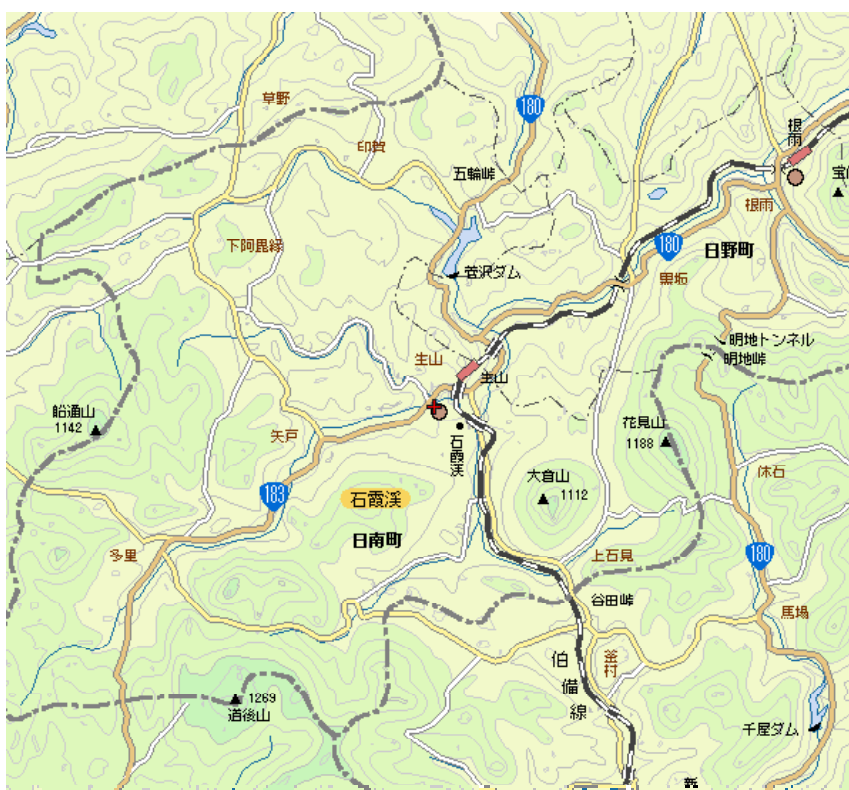 草野
180
根雨
印賀
五輪峠
宝
根雨
下阿毘縁
180
日野町
菅沢ダム
黒坂
明地トンネル
明地峠
生山
生山
船通山
1142
矢戸
石霞渓
花見山
1188
大倉山
1112
休石
183
石霞渓
日南町
多里
上石見
180
谷田峠
馬塲
釜村
伯備線
1269
道後山
千屋ダム
新